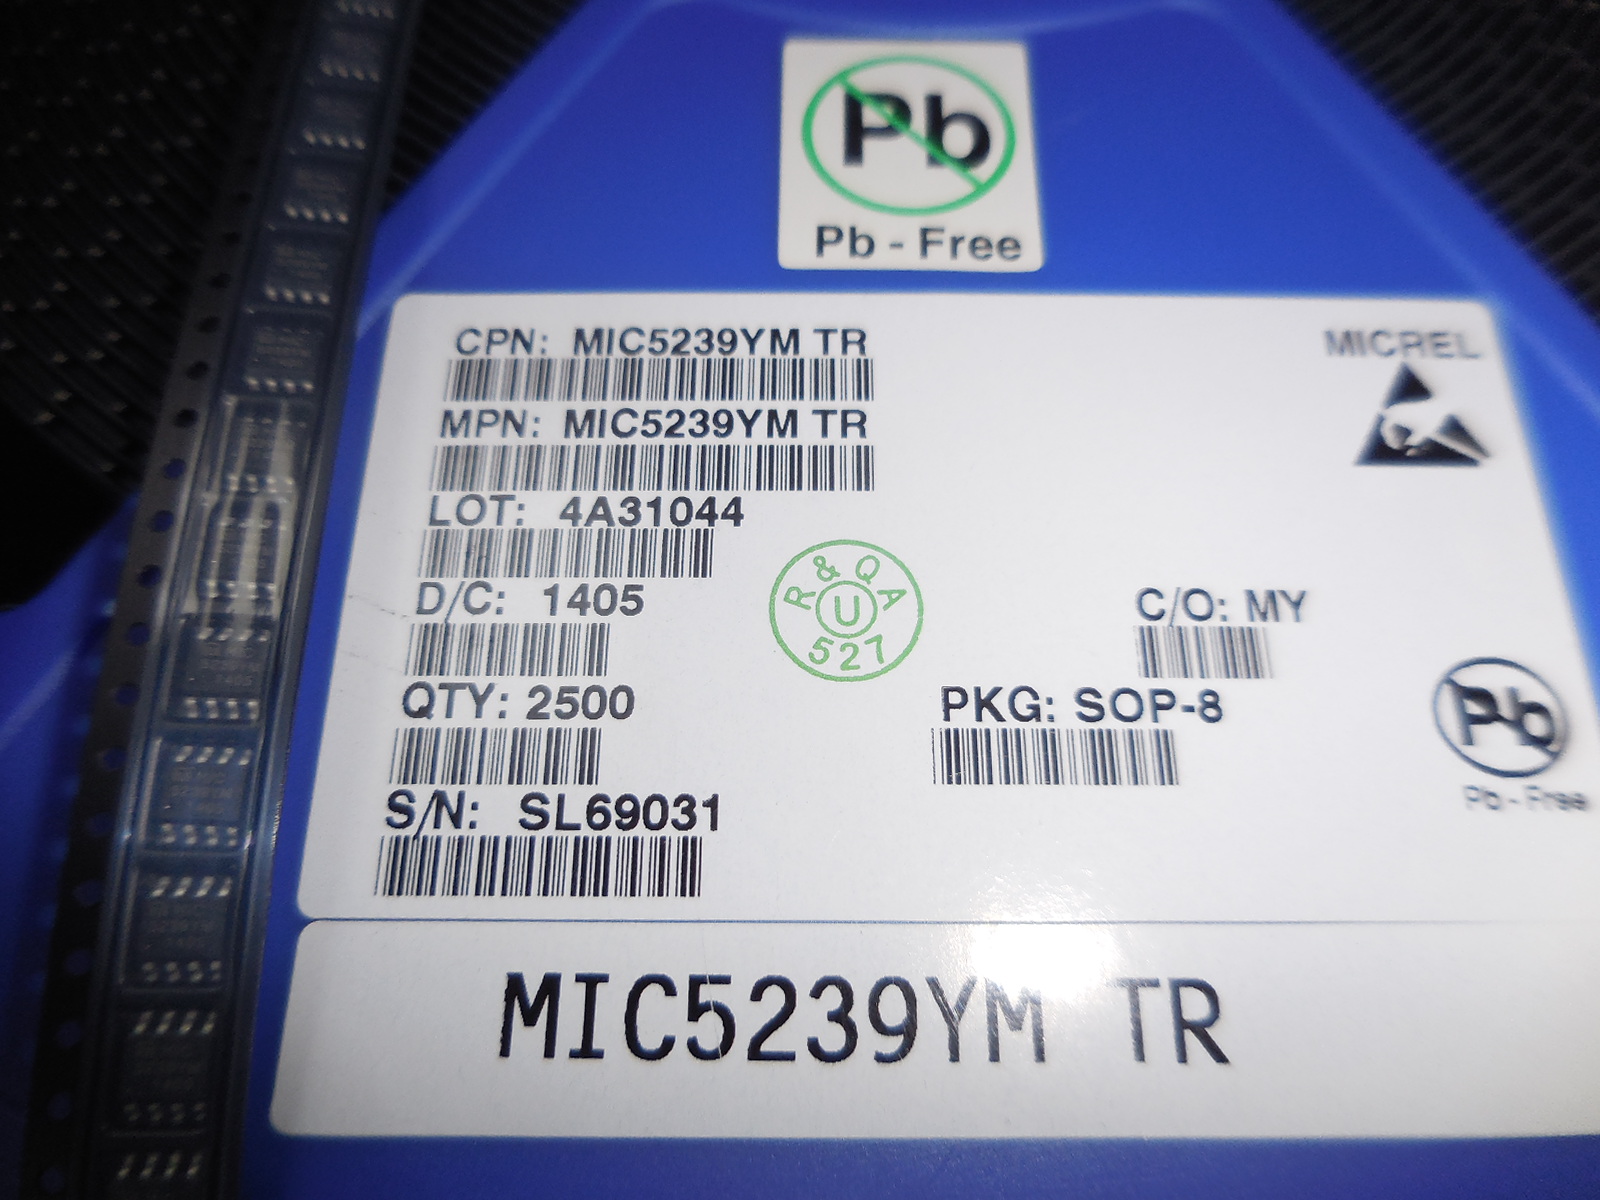 Pb
Pb - Free
CPN: MIC5239YM TR
MICREL
MPN: MIC5239YM TR
LOT: 4A31044
D/C: 1405
R & Q A
U
527
C/O: MY
QTY: 2500
PKG: SOP-8
Pb
Pb - Free
S/N: SL69031
MIC5239YM TR